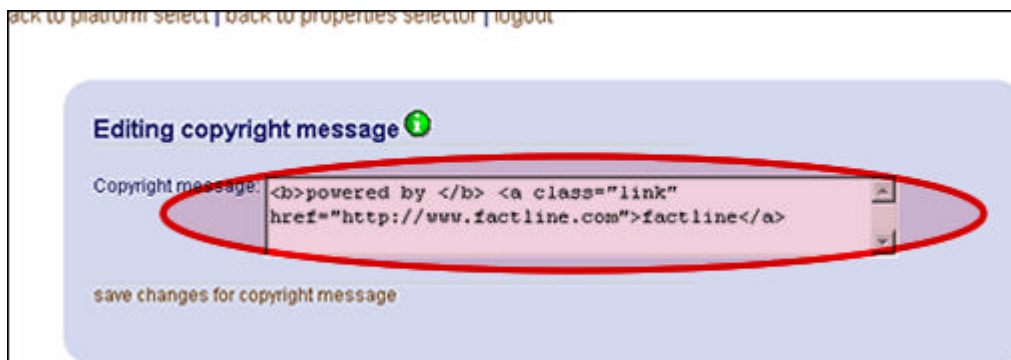 ack to platform select | back to properties selector | logout
Editing copyright message
Copyright message:
<b>powered by </b> <a class="link"
href="http://www.factline.com">factline</a>
save changes for copyright message